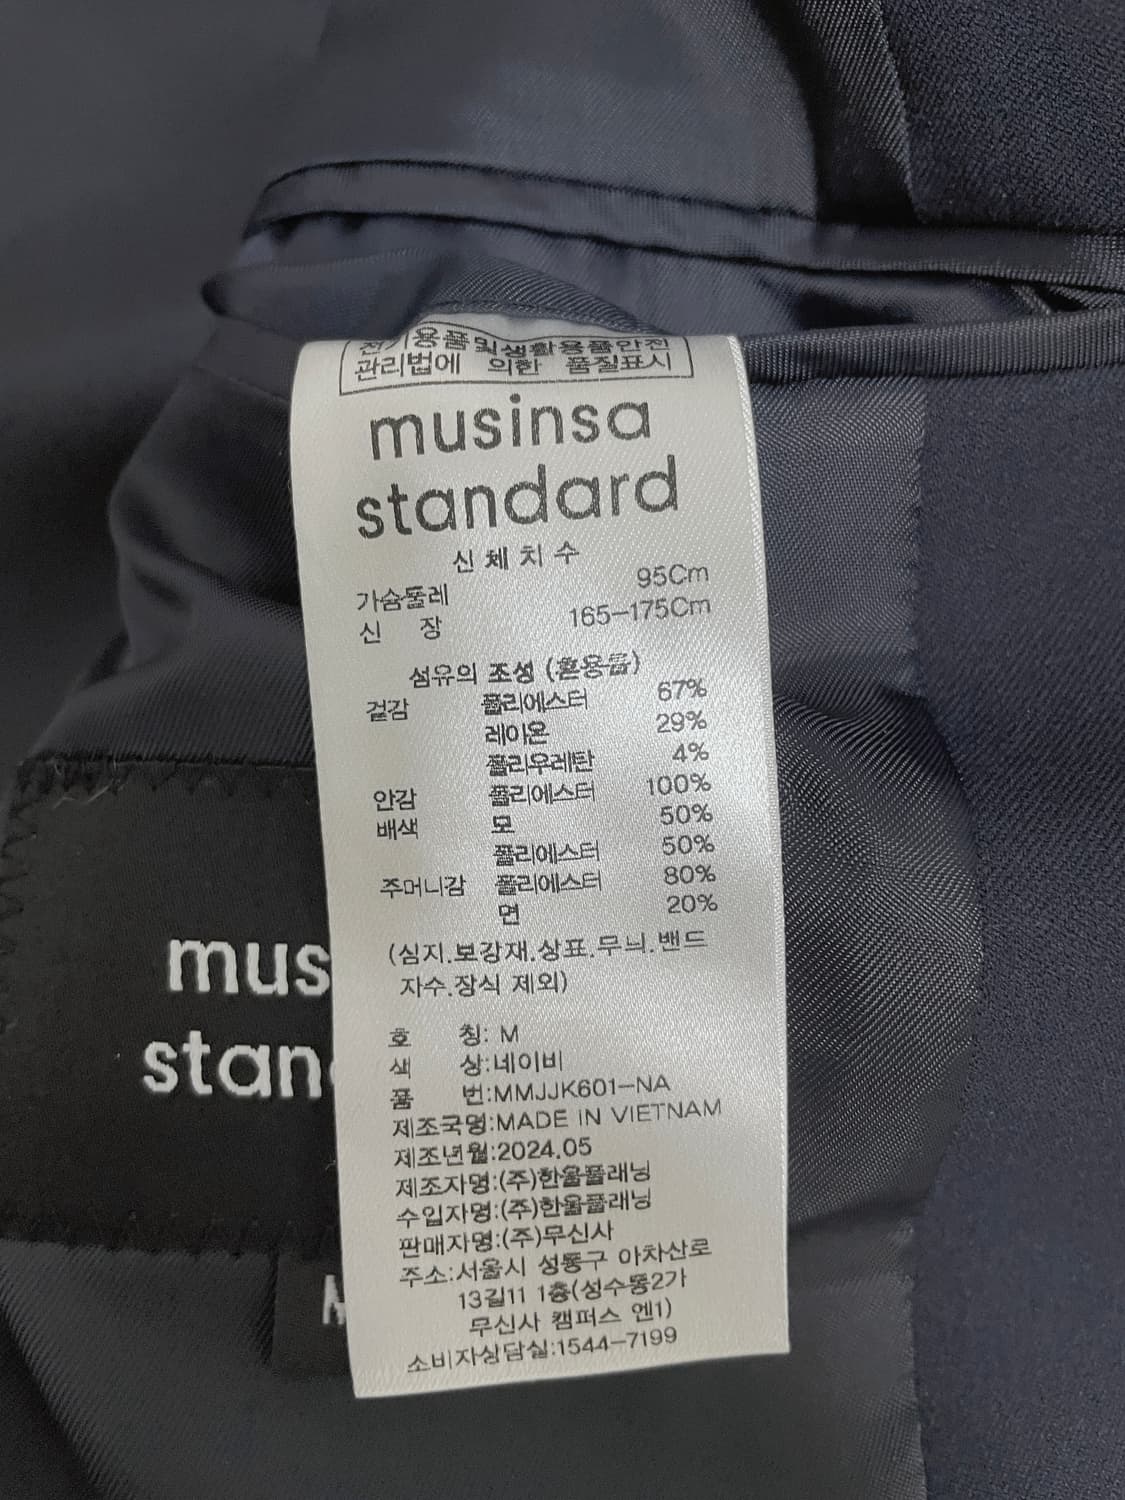 전기용품및생활용품안전
관리법에 의한 품질표시
musinsa
standard
신체치수
가슴둘레 95Cm
신 장 165-175Cm
섬유의 조성 (혼용율)
겉감 폴리에스터 67%
레이온 29%
폴리우레탄 4%
안감 폴리에스터 100%
배색 모 50%
폴리에스터 50%
주머니감 폴리에스터 80%
면 20%
(심지.보강재.상표.무늬.밴드
자수.장식 제외)
호 칭: M
색 상:네이비
품 번:MMJJK601-NA
제조국명:MADE IN VIETNAM
제조년월:2024.05
제조자명:(주)한울플래닝
수입자명:(주)한울플래닝
판매자명:(주)무신사
주소:서울시 성동구 아차산로
13길11 1층(성수동2가
무신사 캠퍼스 엔1)
소비자상담실:1544-7199
mus
stan
M